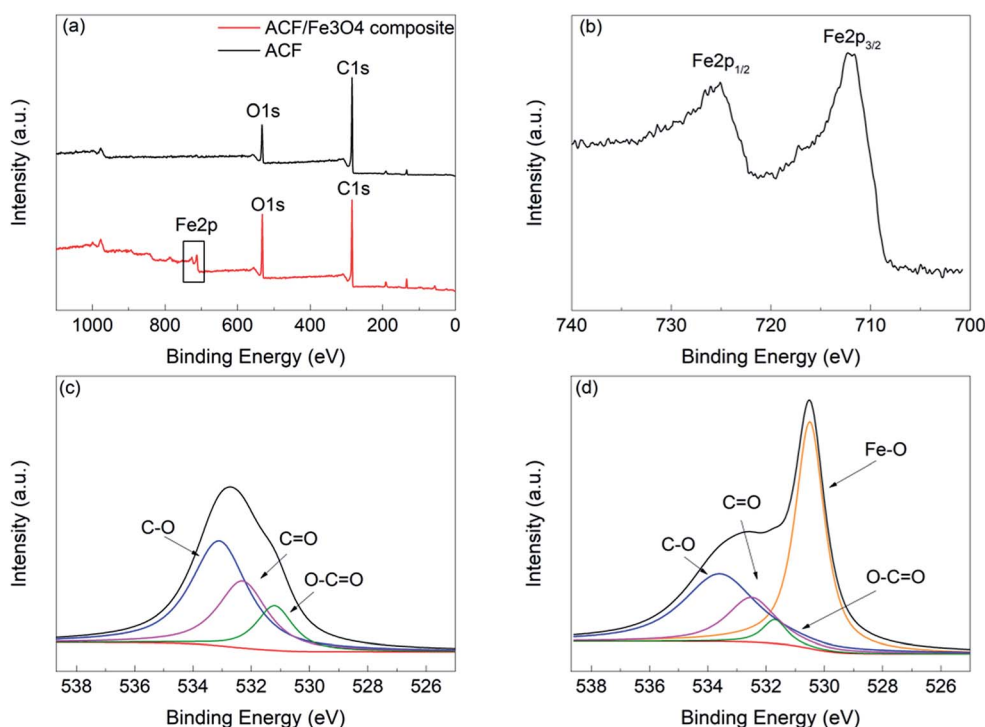 (a)
ACF/Fe3O4 composite
ACF
C1s
O1s
C1s
O1s
Fe2p
Intensity (a.u.)
1000 800 600 400 200 0
Binding Energy (eV)
(b)
Fe2p3/2
Fe2p1/2
Intensity (a.u.)
740 730 720 710 700
Binding Energy (eV)
(c)
C-O
C=O
O-C=O
Intensity (a.u.)
538 536 534 532 530 528 526
Binding Energy (eV)
(d)
Fe-O
C=O
C-O
O-C=O
Intensity (a.u.)
538 536 534 532 530 528 526
Binding Energy (eV)